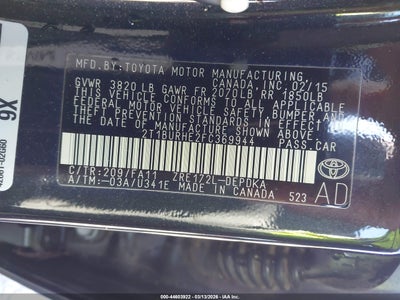 MFD.BY:TOYOTA MOTOR MANUFACTURING,
CANADA, INC. 02/15
GVWR 3820 LB GAWR FR 2020LB RR 1850LB
THIS VEHICLE CONFORMS TO ALL APPLICABLE
FEDERAL MOTOR VEHICLE SAFETY, BUMPER, AND
THEFT PREVENTION STANDARDS IN EFFECT
ON THE DATE OF MANUFACTURE SHOWN ABOVE.
2T1BURHE2FC369944 PASS.CAR
C/TR:209/FA11 ZRE172L-DEPDKA
A/TM:-03A/U341E MADE IN CANADA 523
AD
TOYOTA
9X
000-44603922 - 03/13/2026 - IAA Inc.